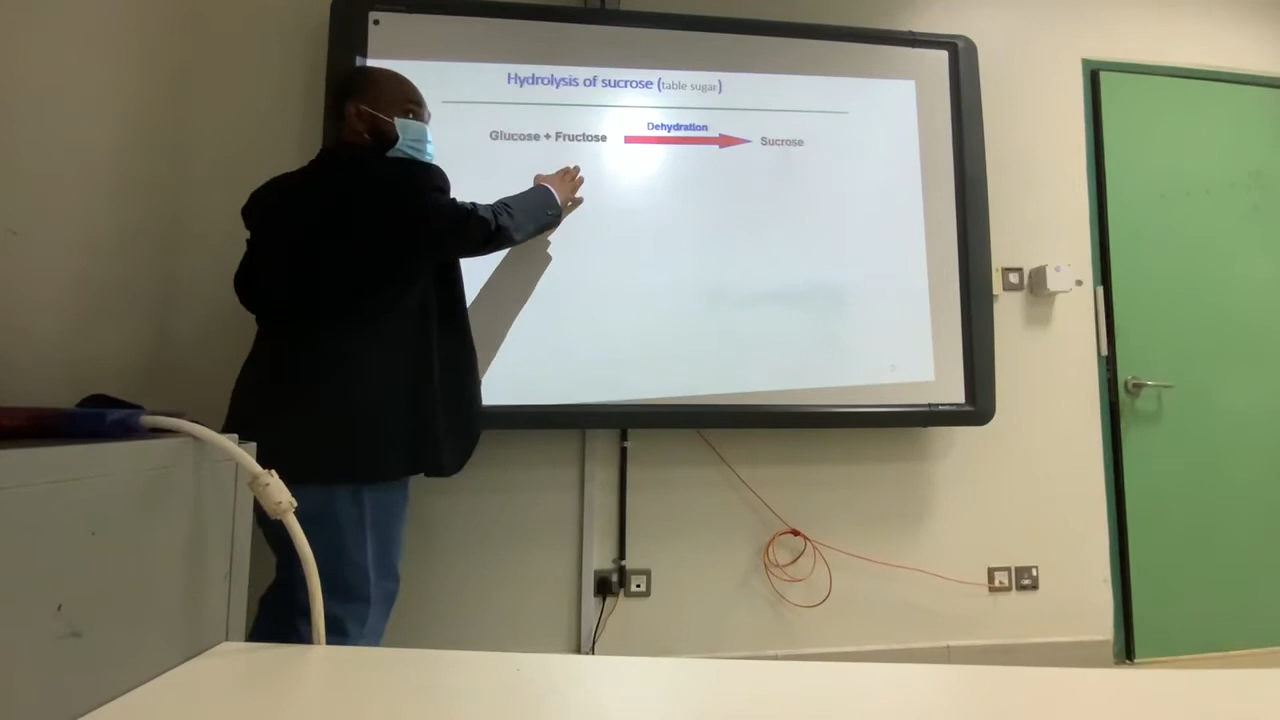 Hydrolysis of sucrose (table sugar)
Dehydration
Glucose + Fructose Sucrose